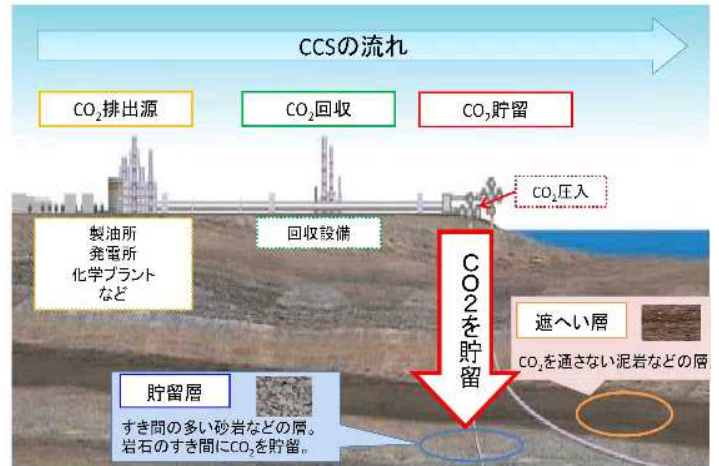 CCSの流れ
CO₂排出源
CO₂回収
CO₂貯留
CO₂圧入
製油所
発電所
化学プラント
など
回収設備
CO2を貯留
遮へい層
CO₂を通さない泥岩などの層
貯留層
すき間の多い砂岩などの層。
岩石のすき間にCO₂を貯留。